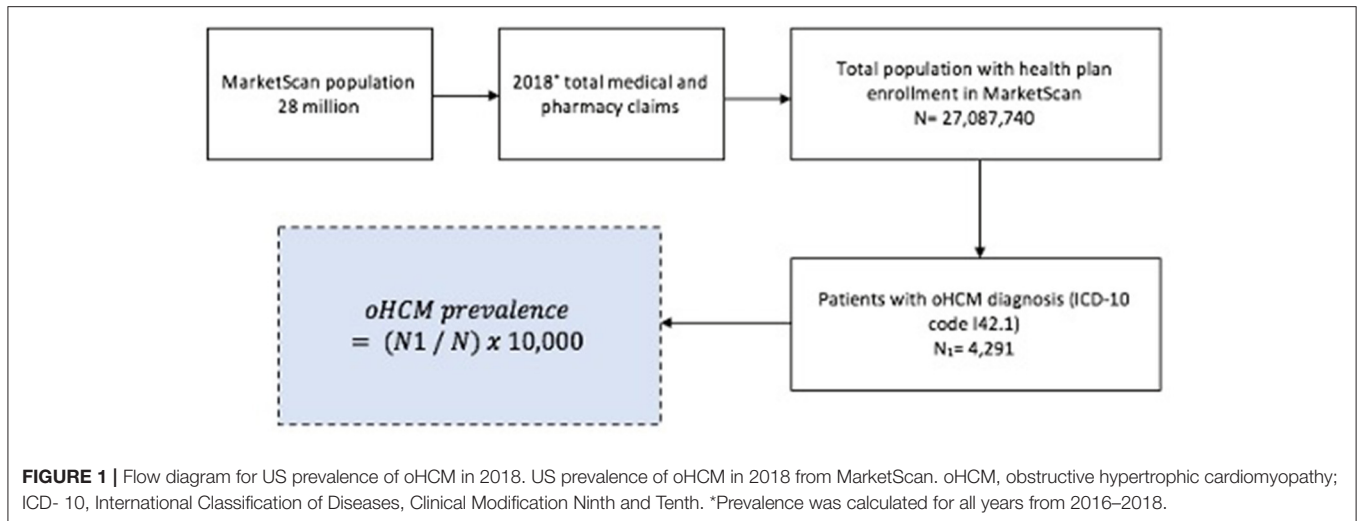 MarketScan population
28 million
2018* total medical and
pharmacy claims
Total population with health plan
enrollment in MarketScan
N= 27,087,740
Patients with oHCM diagnosis (ICD-10
code I42.1)
N₁= 4,291
oHCM prevalence
= (N1 / N) x 10,000
FIGURE 1 | Flow diagram for US prevalence of oHCM in 2018. US prevalence of oHCM in 2018 from MarketScan. oHCM, obstructive hypertrophic cardiomyopathy;
ICD- 10, International Classification of Diseases, Clinical Modification Ninth and Tenth. *Prevalence was calculated for all years from 2016–2018.